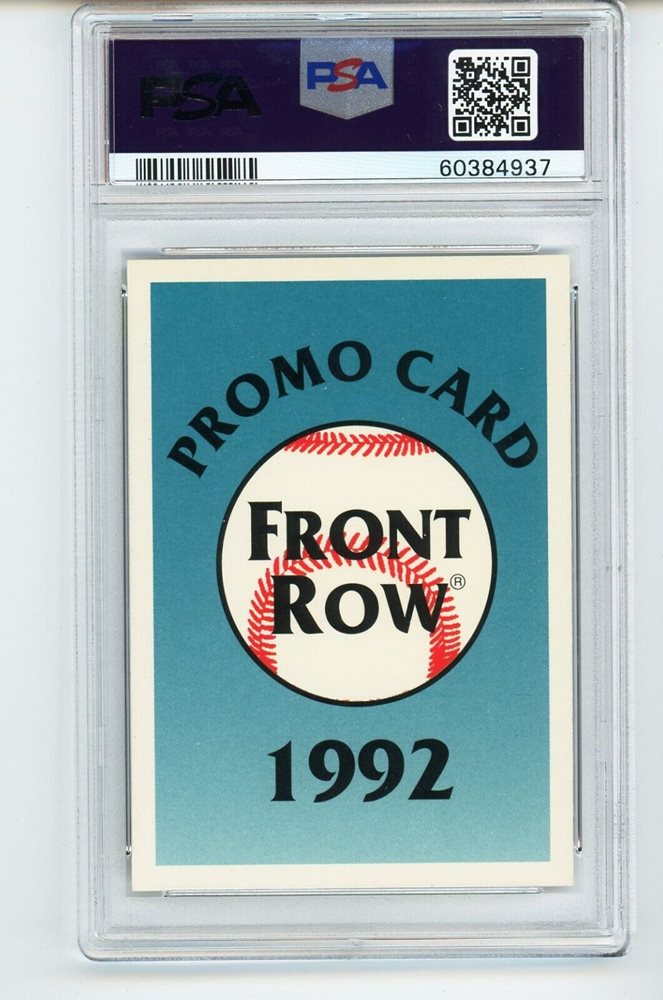 PSA PSA
60384937
PROMO CARD
FRONT
ROW®
1992